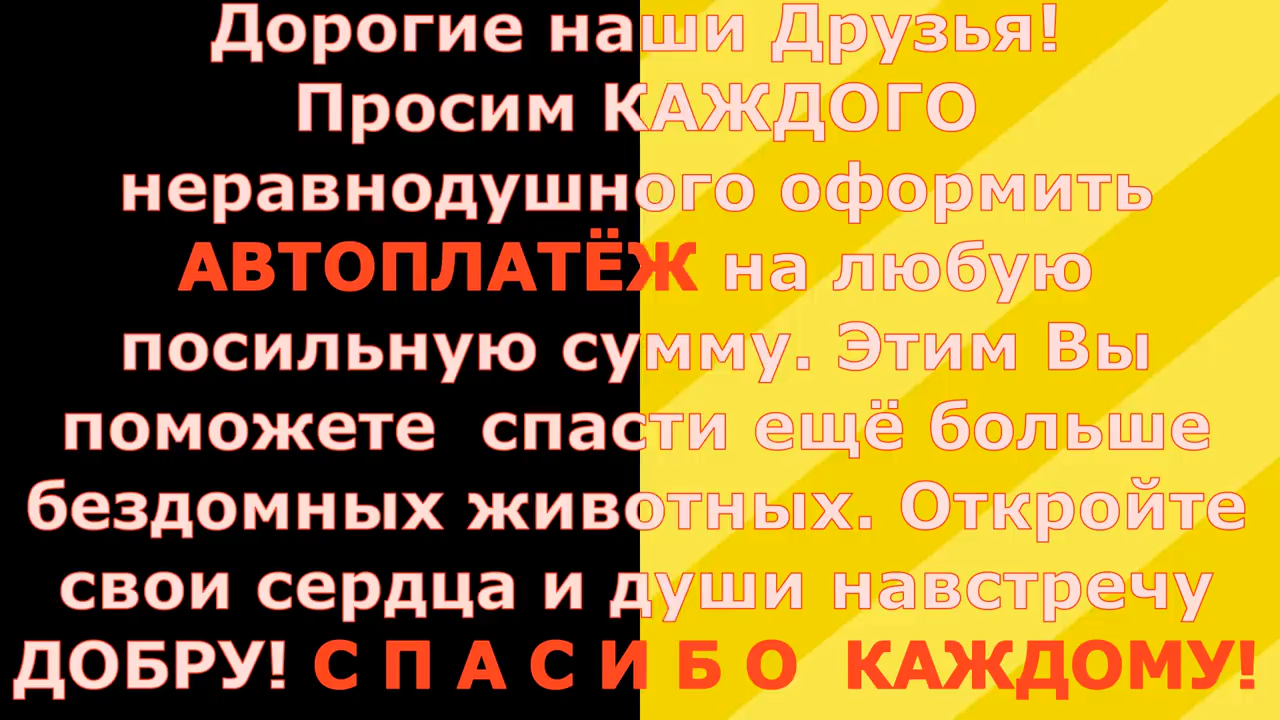 Дорогие наши Друзья!
Просим КАЖДОГО
неравнодушного оформить
АВТОПЛАТЁЖ на любую
посильную сумму. Этим Вы
поможете спасти ещё больше
бездомных животных. Откройте
свои сердца и души навстречу
ДОБРУ! С П А С И Б О КАЖДОМУ!